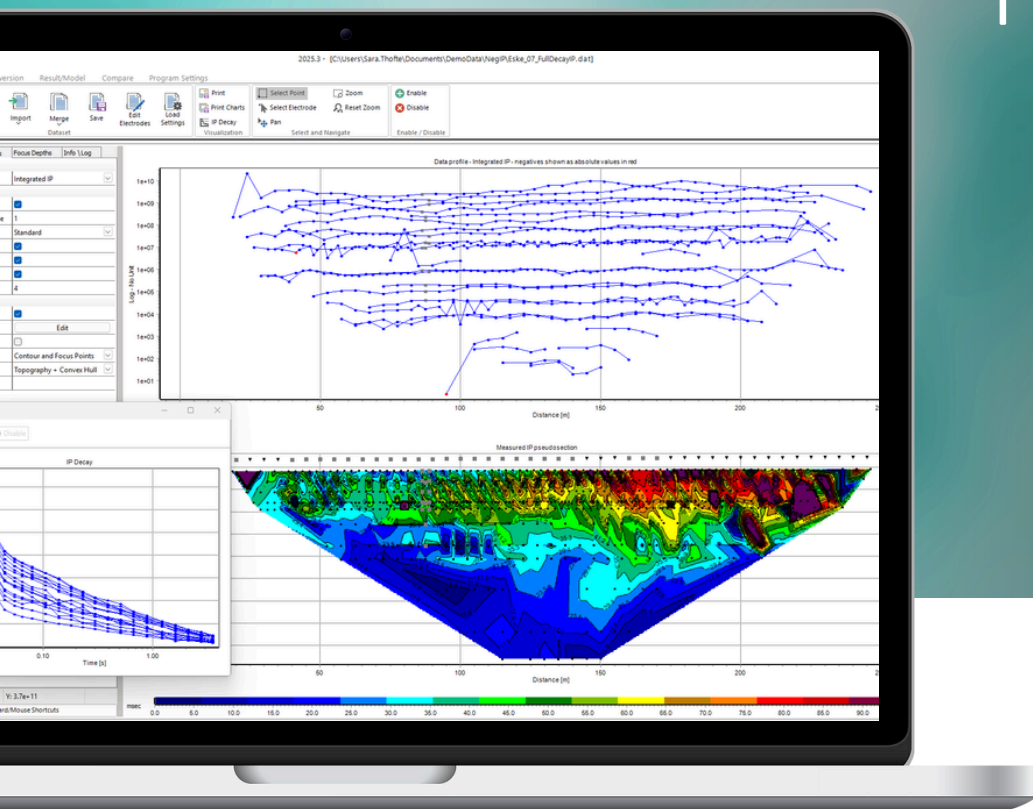 2025.3 - [C:\Users\Sara.Thofte\Documents\DemoData\NegIP\Eske_07_FullDecayIP.dat]
version Result/Model Compare Program Settings
Import Merge Save Edit Electrodes Load Settings
Print Select Point Zoom Enable
Print Charts Select Electrode Reset Zoom Disable
IP Decay Pan
Dataset Visualization Select and Navigate Enable / Disable
Focus Depths Info \ Log
Integrated IP
1
Standard
4
Edit
Contour and Focus Points
Topography + Convex Hull
Data profile - Integrated IP - negatives shown as absolute values in red
1e+10
1e+09
1e+08
1e+07
1e+06
1e+05
1e+04
1e+03
1e+02
1e+01
Log - No Unit
50 100 150 200 2
Distance [m]
Disable
IP Decay
0.10 1.00
Time [s]
Measured IP pseudosection
50 100 150 200 2
Distance [m]
Y: 3.7e+11
/Mouse Shortcuts
msec
0.0 5.0 10.0 15.0 20.0 25.0 30.0 35.0 40.0 45.0 50.0 55.0 60.0 65.0 70.0 75.0 80.0 85.0 90.0